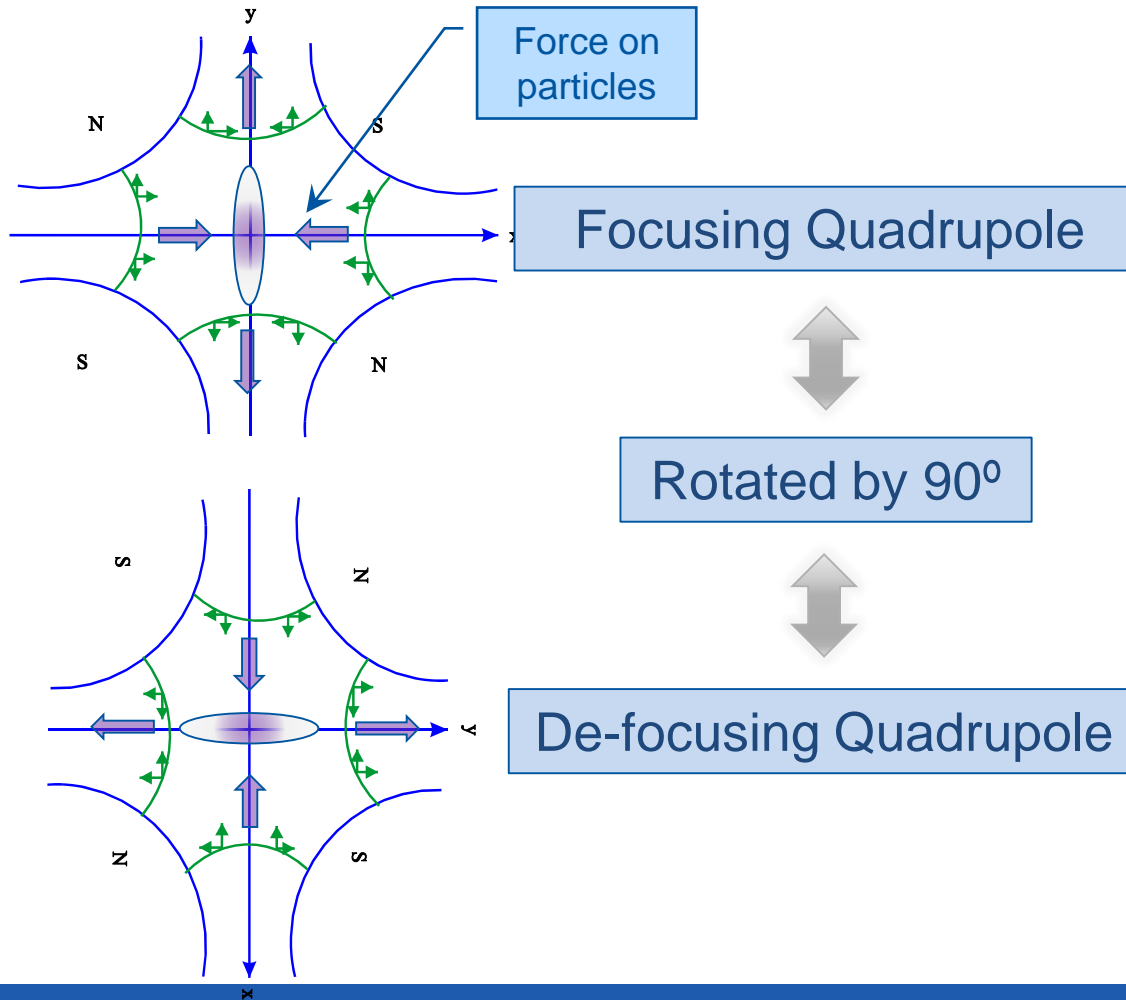 y
Force on
particles
N
S
x
Focusing Quadrupole
S
N
Rotated by 90º
S
N
y
De-focusing Quadrupole
N
S
x